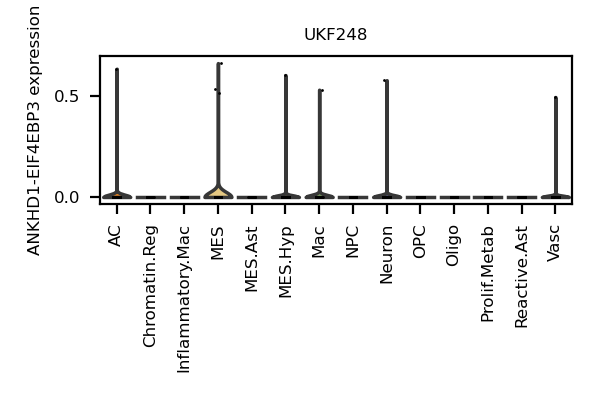 UKF248
ANKHD1-EIF4EBP3 expression
0.5
0.0
AC
Chromatin.Reg
Inflammatory.Mac
MES
MES.Ast
MES.Hyp
Mac
NPC
Neuron
OPC
Oligo
Prolif.Metab
Reactive.Ast
Vasc